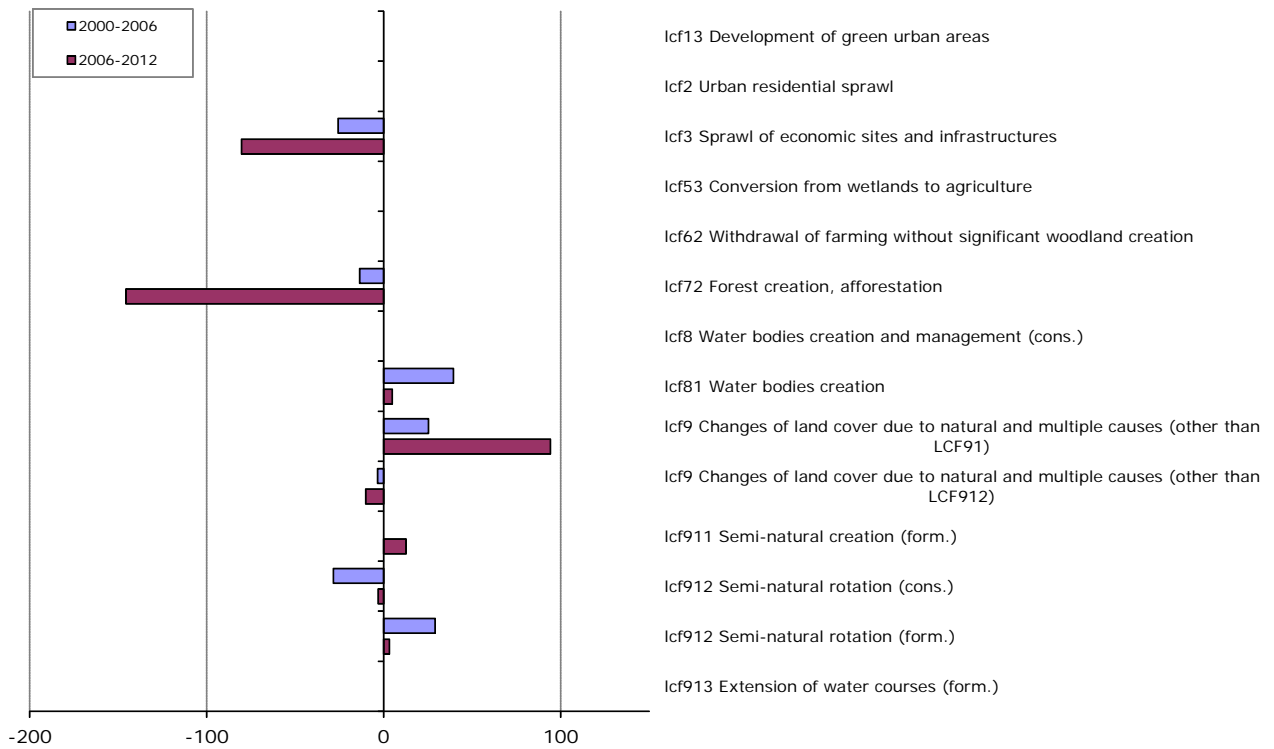 2000-2006
2006-2012
lcf13 Development of green urban areas
lcf2 Urban residential sprawl
lcf3 Sprawl of economic sites and infrastructures
lcf53 Conversion from wetlands to agriculture
lcf62 Withdrawal of farming without significant woodland creation
lcf72 Forest creation, afforestation
lcf8 Water bodies creation and management (cons.)
lcf81 Water bodies creation
lcf9 Changes of land cover due to natural and multiple causes (other than
LCF91)
lcf9 Changes of land cover due to natural and multiple causes (other than
LCF912)
lcf911 Semi-natural creation (form.)
lcf912 Semi-natural rotation (cons.)
lcf912 Semi-natural rotation (form.)
lcf913 Extension of water courses (form.)
-200 -100 0 100